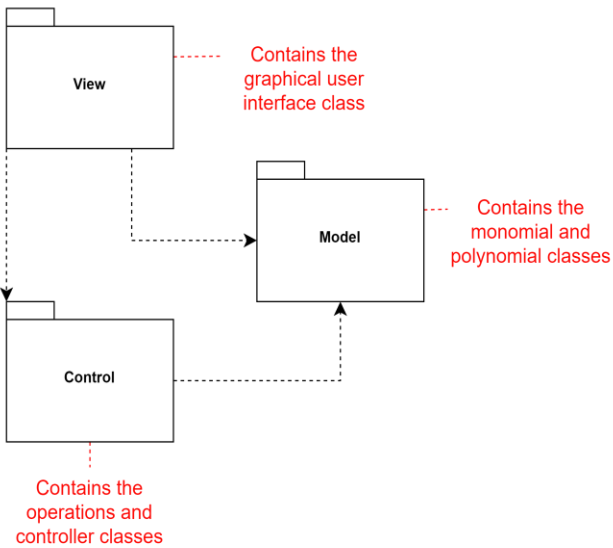 View
Contains the
graphical user
interface class
Model
Contains the
monomial and
polynomial classes
Control
Contains the
operations and
controller classes